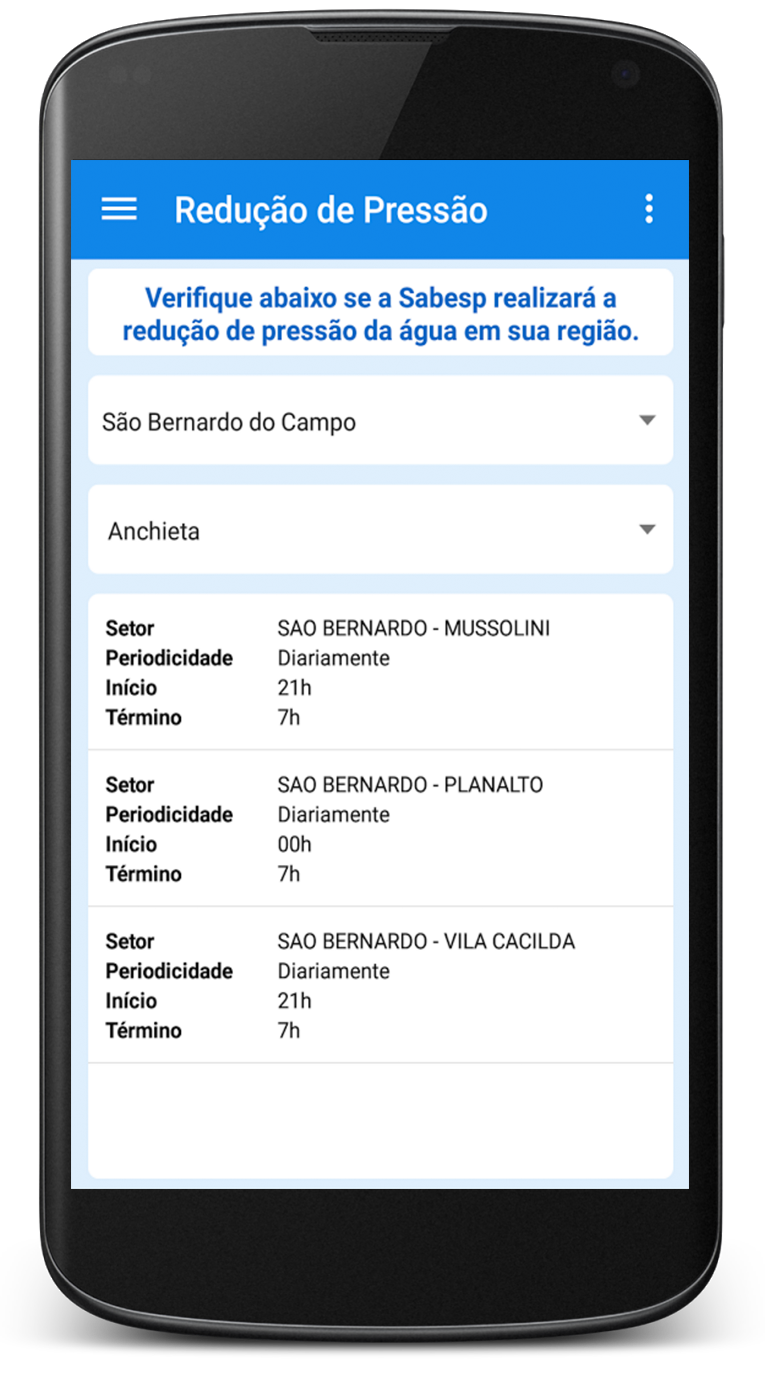 Redução de Pressão
Verifique abaixo se a Sabesp realizará a
redução de pressão da água em sua região.
São Bernardo do Campo
Anchieta
Setor SAO BERNARDO - MUSSOLINI
Periodicidade Diariamente
Início 21h
Término 7h
Setor SAO BERNARDO - PLANALTO
Periodicidade Diariamente
Início 00h
Término 7h
Setor SAO BERNARDO - VILA CACILDA
Periodicidade Diariamente
Início 21h
Término 7h